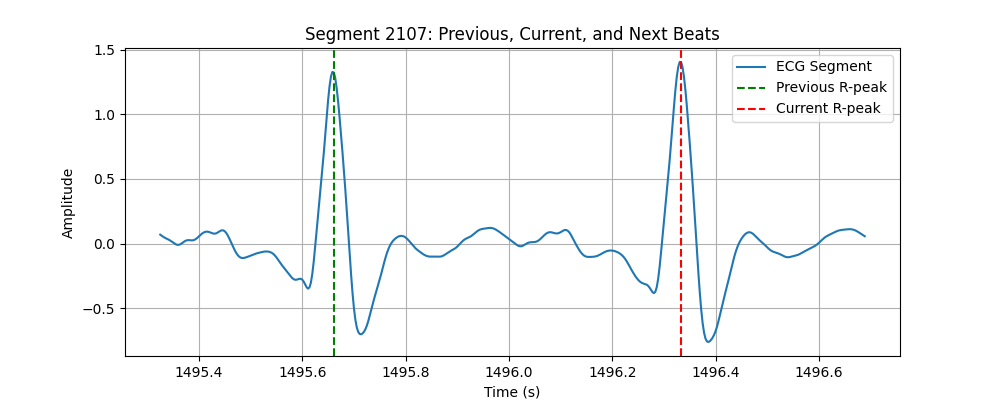 Segment 2107: Previous, Current, and Next Beats
ECG Segment
Previous R-peak
Current R-peak
Amplitude
1.5
1.0
0.5
0.0
−0.5
1495.4 1495.6 1495.8 1496.0 1496.2 1496.4 1496.6
Time (s)